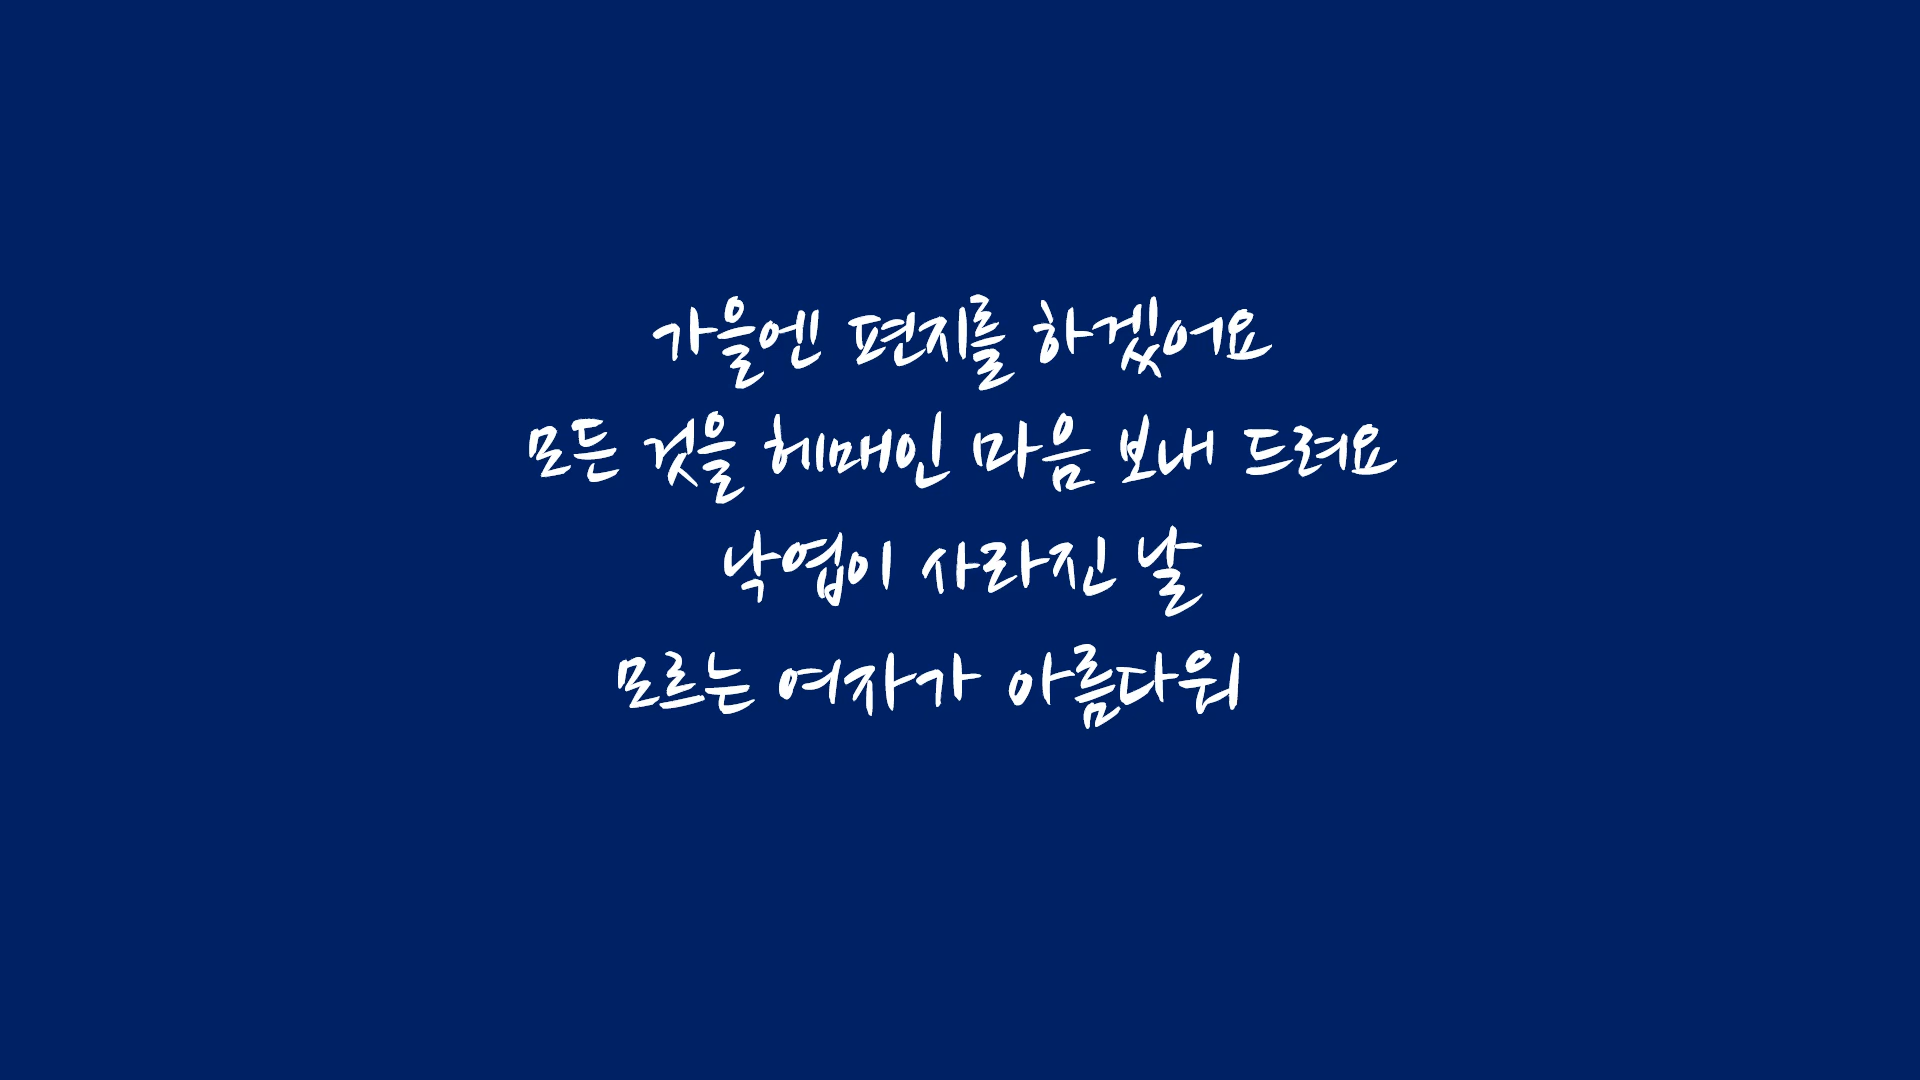 가을엔 편지를 하겠어요
모든 것을 헤매인 마음 보내 드려요
낙엽이 사라진 날
모르는 여자가 아름다워